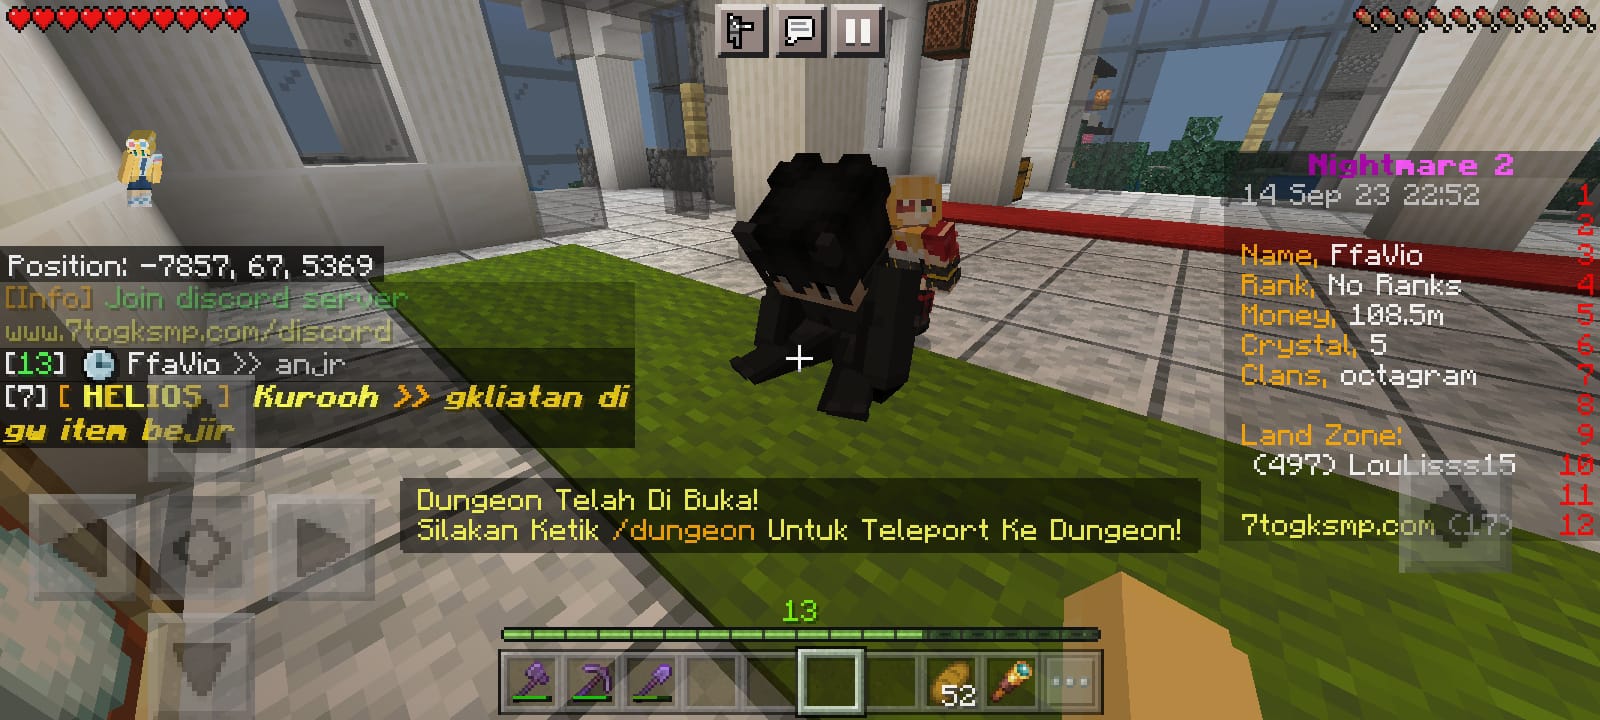 Nightmare 2
14 Sep 23 22:52
1
2
Name, FfaVio
3
Rank, No Ranks
4
Money, 108.5m
5
Crystal, 5
6
Clans, octagram
7
8
Land Zone:
9
(497) LouLisss15
10
11
7togksmp.com (17)
12
Position: -7857, 67, 5369
[Info] Join discord server
www.7togksmp.com/discord
[13] FfaVio >> anjr
[7] [ HELIOS ] Kurooh >> gkliatan di
gw item bejir
Dungeon Telah Di Buka!
Silakan Ketik /dungeon Untuk Teleport Ke Dungeon!
13
52